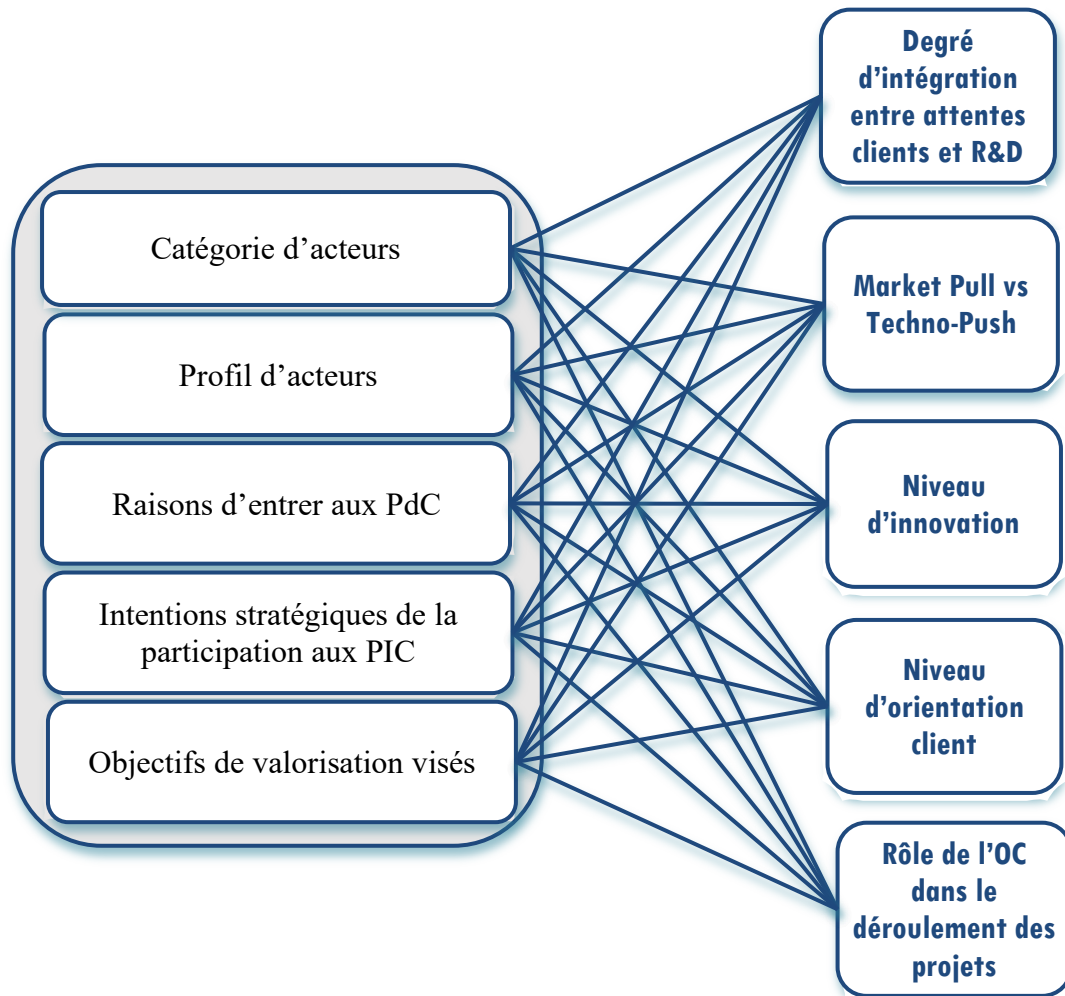 Catégorie d’acteurs
Profil d’acteurs
Raisons d’entrer aux PdC
Intentions stratégiques de la
participation aux PIC
Objectifs de valorisation visés
Degré
d’intégration
entre attentes
clients et R&D
Market Pull vs
Techno-Push
Niveau
d’innovation
Niveau
d’orientation
client
Rôle de l’OC
dans le
déroulement des
projets